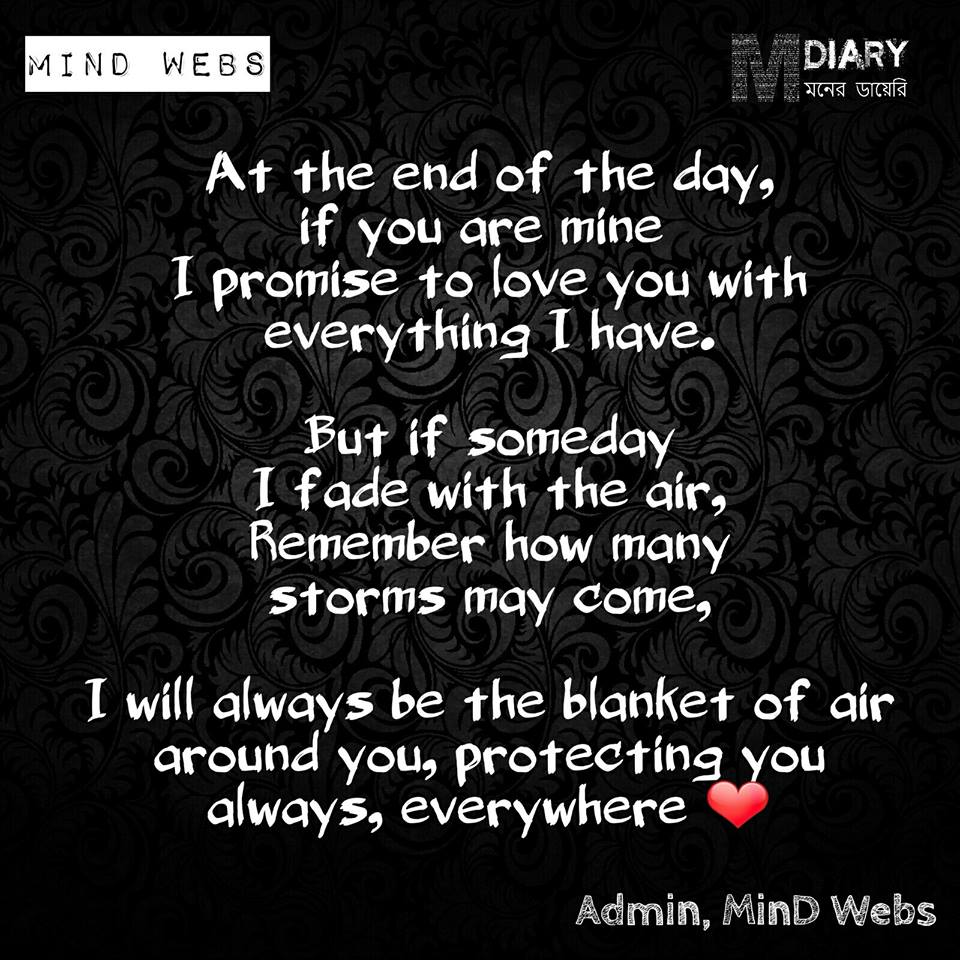 MIND WEBS
M DIARY
মনের ডায়েরি
At the end of the day,
if you are mine
I promise to love you with
everything I have.
But if someday
I fade with the air,
Remember how many
storms may come,
I will always be the blanket of air
around you, protecting you
always, everywhere ❤
Admin, MinD Webs